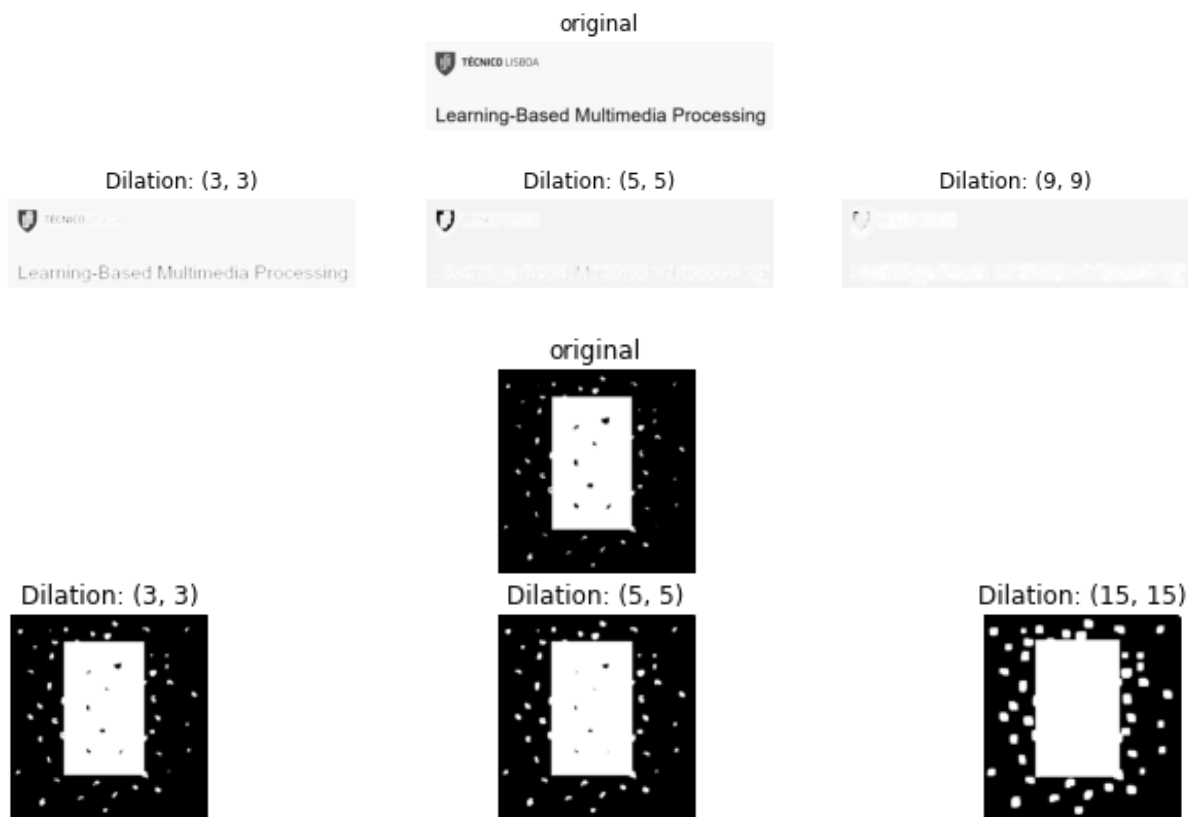 original
TÉCNICO LISBOA
Learning-Based Multimedia Processing
Dilation: (3, 3)
Dilation: (5, 5)
Dilation: (9, 9)
TÉCNICO
Learning-Based Multimedia Processing
original
Dilation: (3, 3)
Dilation: (5, 5)
Dilation: (15, 15)